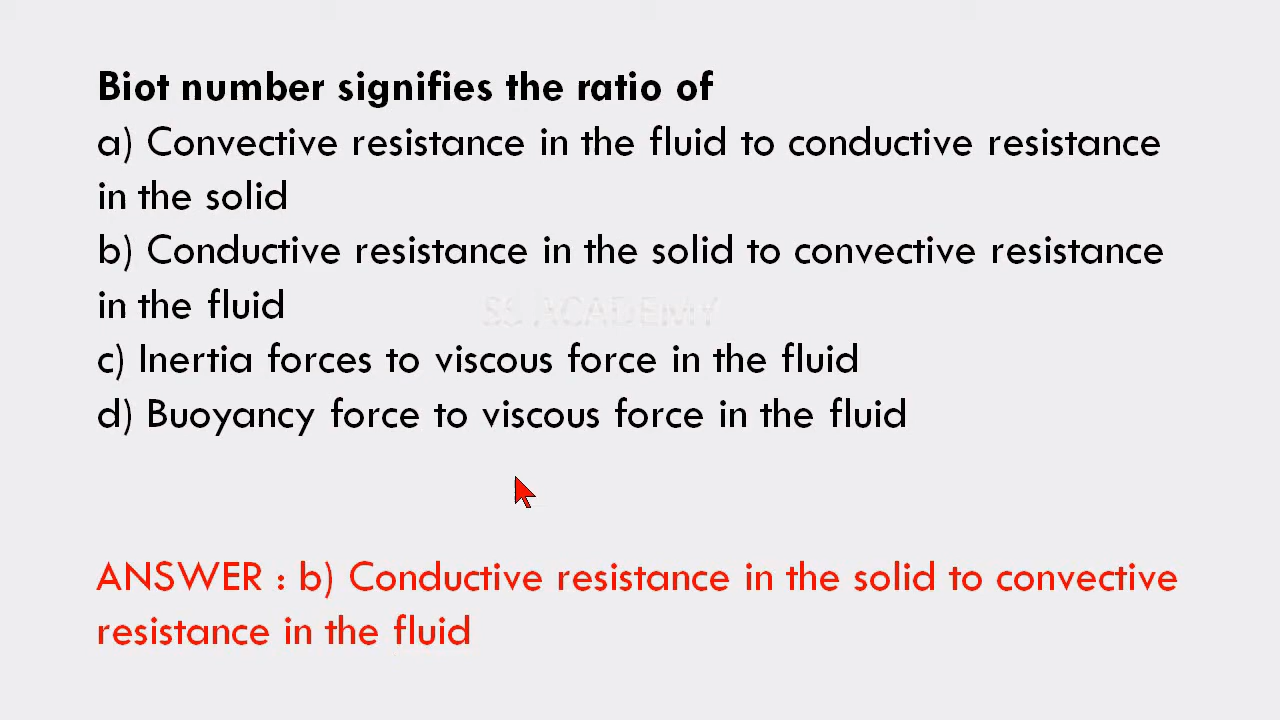 Biot number signifies the ratio of
a) Convective resistance in the fluid to conductive resistance
in the solid
b) Conductive resistance in the solid to convective resistance
in the fluid
SS ACADEMY
c) Inertia forces to viscous force in the fluid
d) Buoyancy force to viscous force in the fluid
ANSWER : b) Conductive resistance in the solid to convective
resistance in the fluid